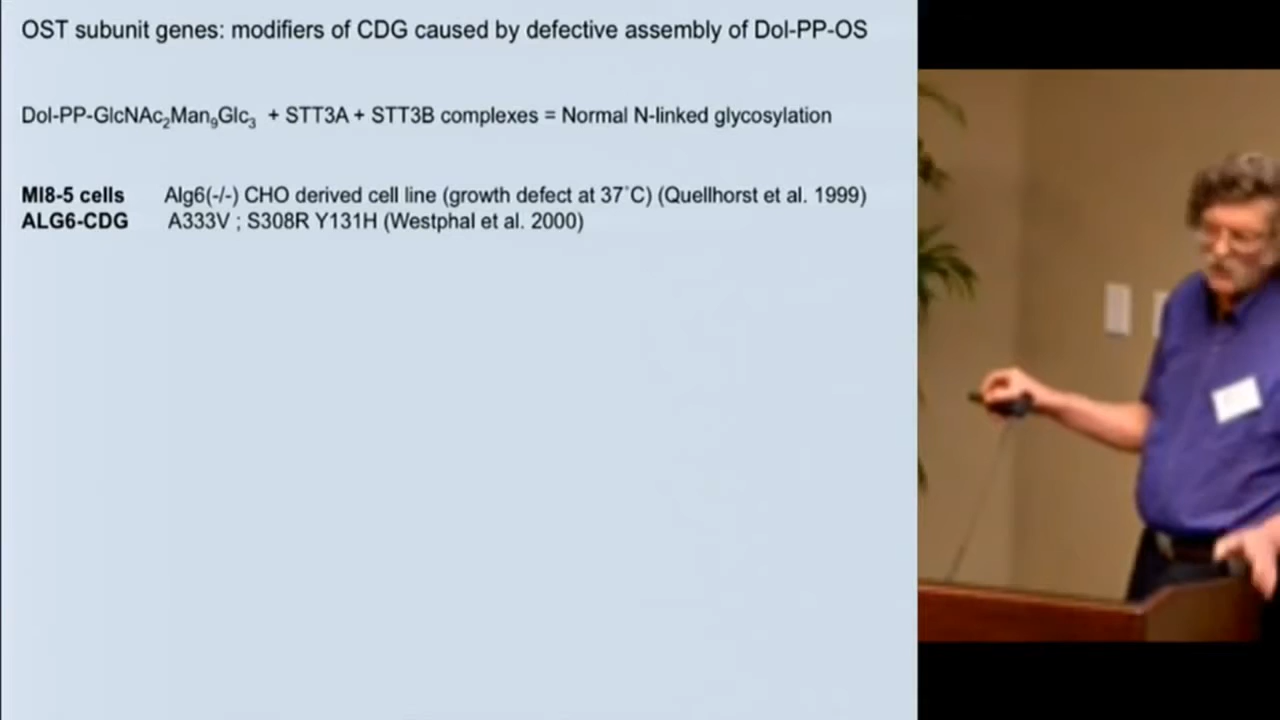 OST subunit genes: modifiers of CDG caused by defective assembly of Dol-PP-OS
Dol-PP-GlcNAc₂Man₉Glc₃ + STT3A + STT3B complexes = Normal N-linked glycosylation
MI8-5 cells Alg6(-/-) CHO derived cell line (growth defect at 37˚C) (Quellhorst et al. 1999)
ALG6-CDG A333V ; S308R Y131H (Westphal et al. 2000)